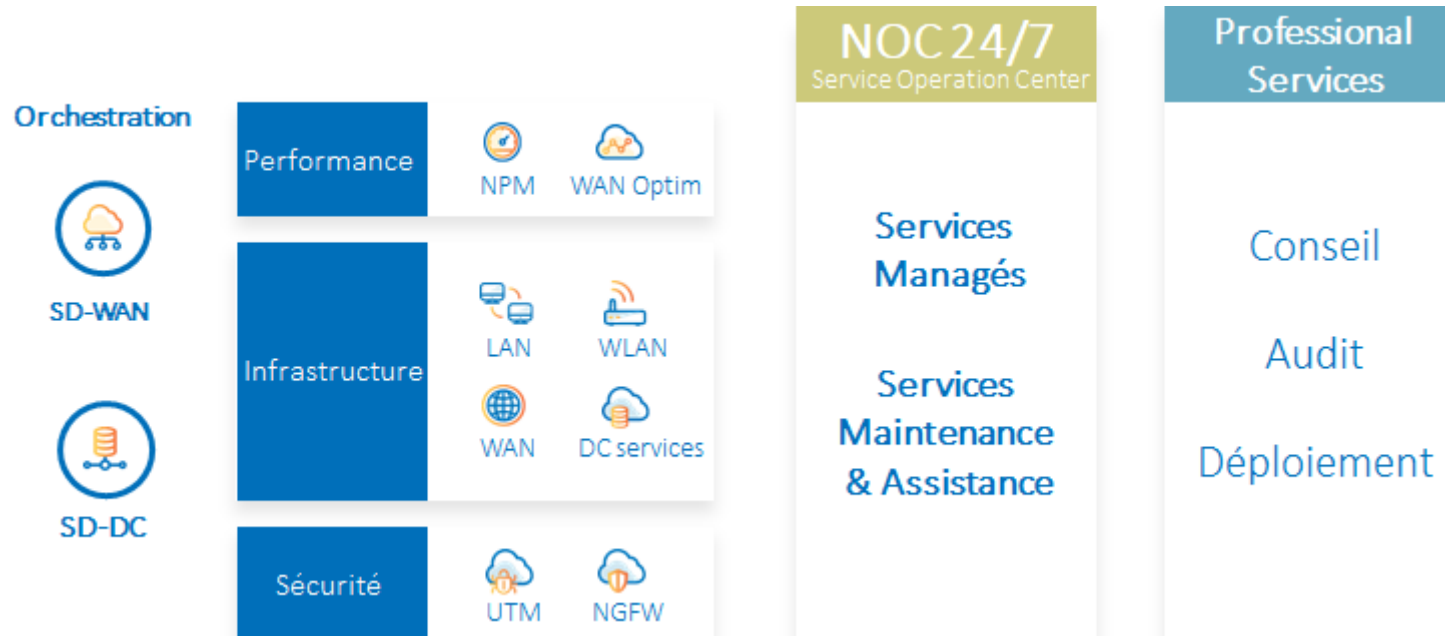 Orchestration
SD-WAN
SD-DC
Performance
NPM
WAN Optim
Infrastructure
LAN
WLAN
WAN
DC services
Sécurité
UTM
NGFW
NOC 24/7
Service Operation Center
Services
Managés
Services
Maintenance
& Assistance
Professional
Services
Conseil
Audit
Déploiement